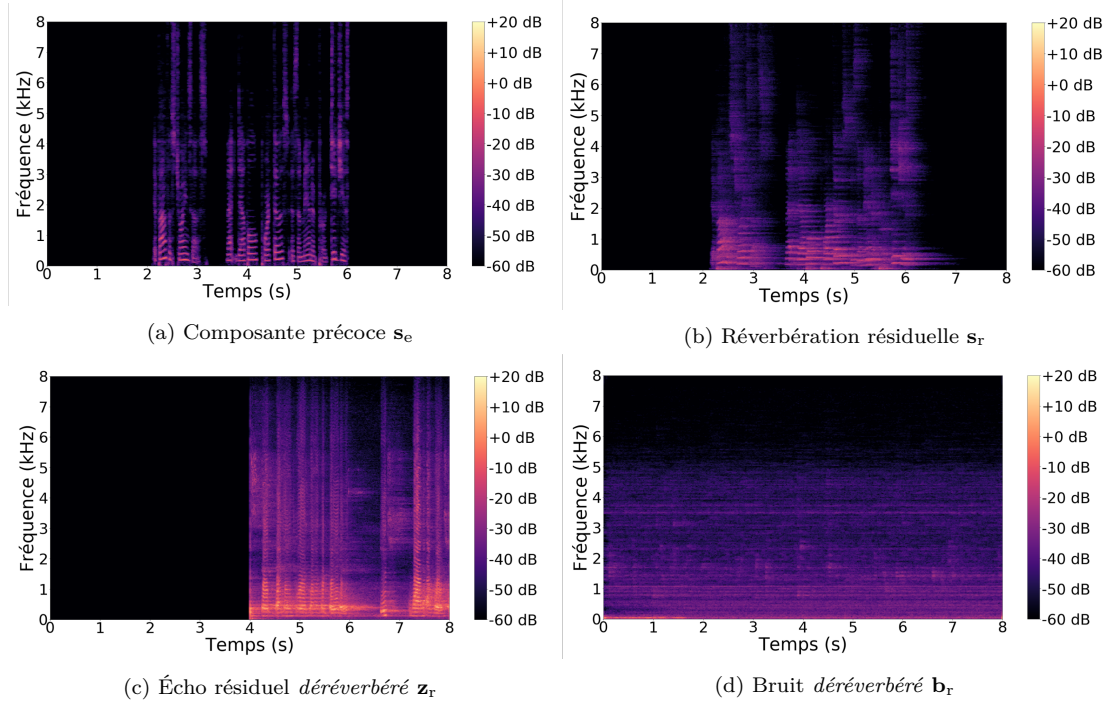 8
7
6
5
4
3
2
1
0
Fréquence (kHz)
0 1 2 3 4 5 6 7 8
Temps (s)
+20 dB
+10 dB
+0 dB
-10 dB
-20 dB
-30 dB
-40 dB
-50 dB
-60 dB
(a) Composante précoce s_e
8
7
6
5
4
3
2
1
0
Fréquence (kHz)
0 1 2 3 4 5 6 7 8
Temps (s)
+20 dB
+10 dB
+0 dB
-10 dB
-20 dB
-30 dB
-40 dB
-50 dB
-60 dB
(b) Réverbération résiduelle s_r
8
7
6
5
4
3
2
1
0
Fréquence (kHz)
0 1 2 3 4 5 6 7 8
Temps (s)
+20 dB
+10 dB
+0 dB
-10 dB
-20 dB
-30 dB
-40 dB
-50 dB
-60 dB
(c) Écho résiduel déréverbéré z_r
8
7
6
5
4
3
2
1
0
Fréquence (kHz)
0 1 2 3 4 5 6 7 8
Temps (s)
+20 dB
+10 dB
+0 dB
-10 dB
-20 dB
-30 dB
-40 dB
-50 dB
-60 dB
(d) Bruit déréverbéré b_r